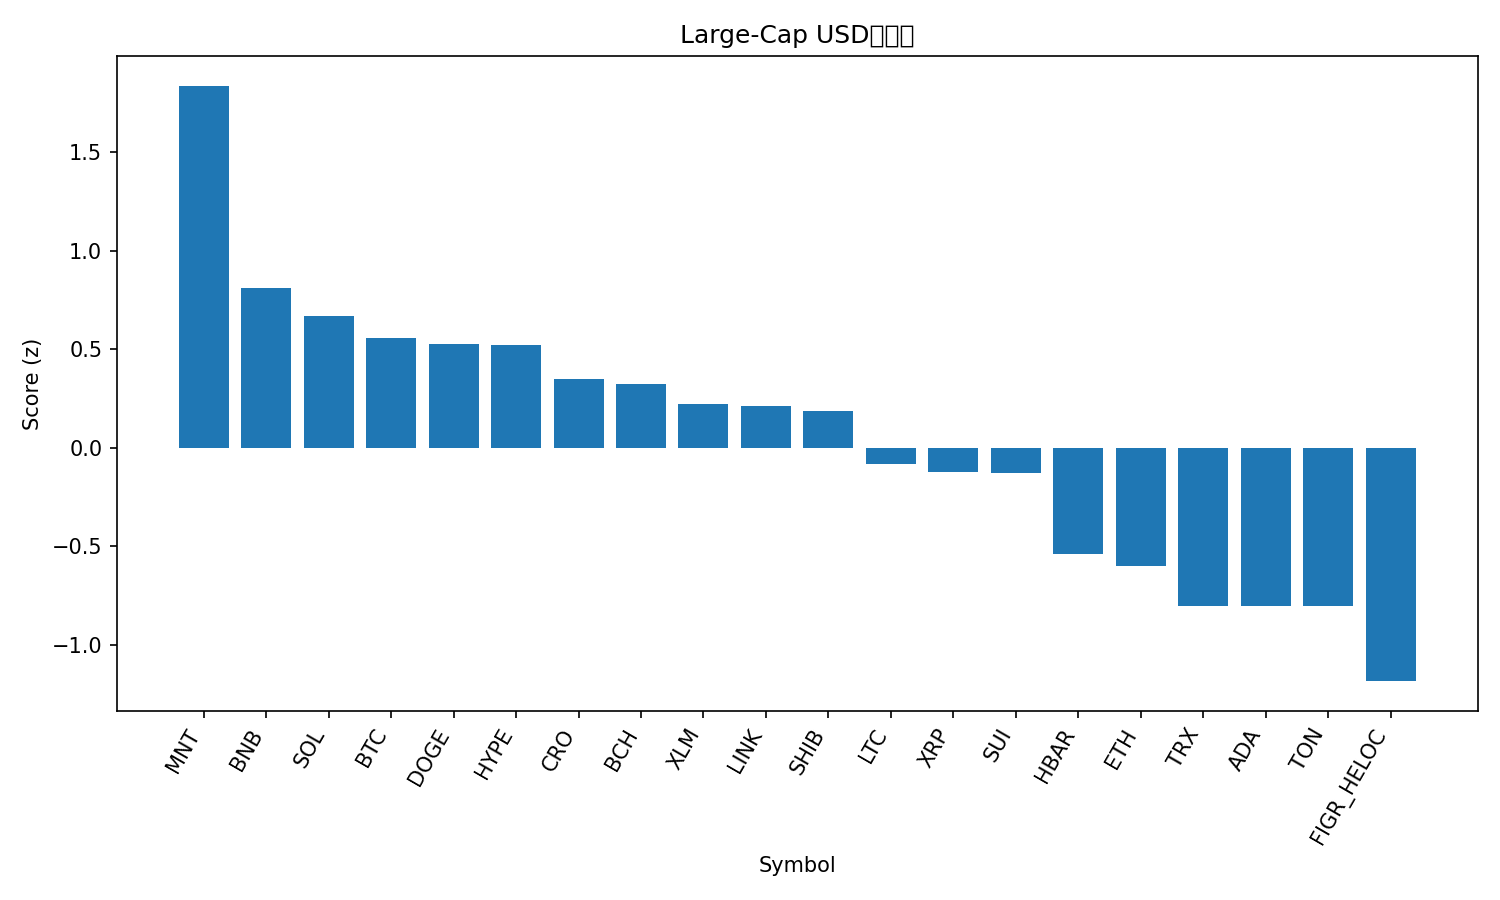 Large-Cap USD
Score (z)
1.5
1.0
0.5
0.0
−0.5
−1.0
MNT
BNB
SOL
BTC
DOGE
HYPE
CRO
BCH
XLM
LINK
SHIB
LTC
XRP
SUI
HBAR
ETH
TRX
ADA
TON
FIGR_HELOC
Symbol